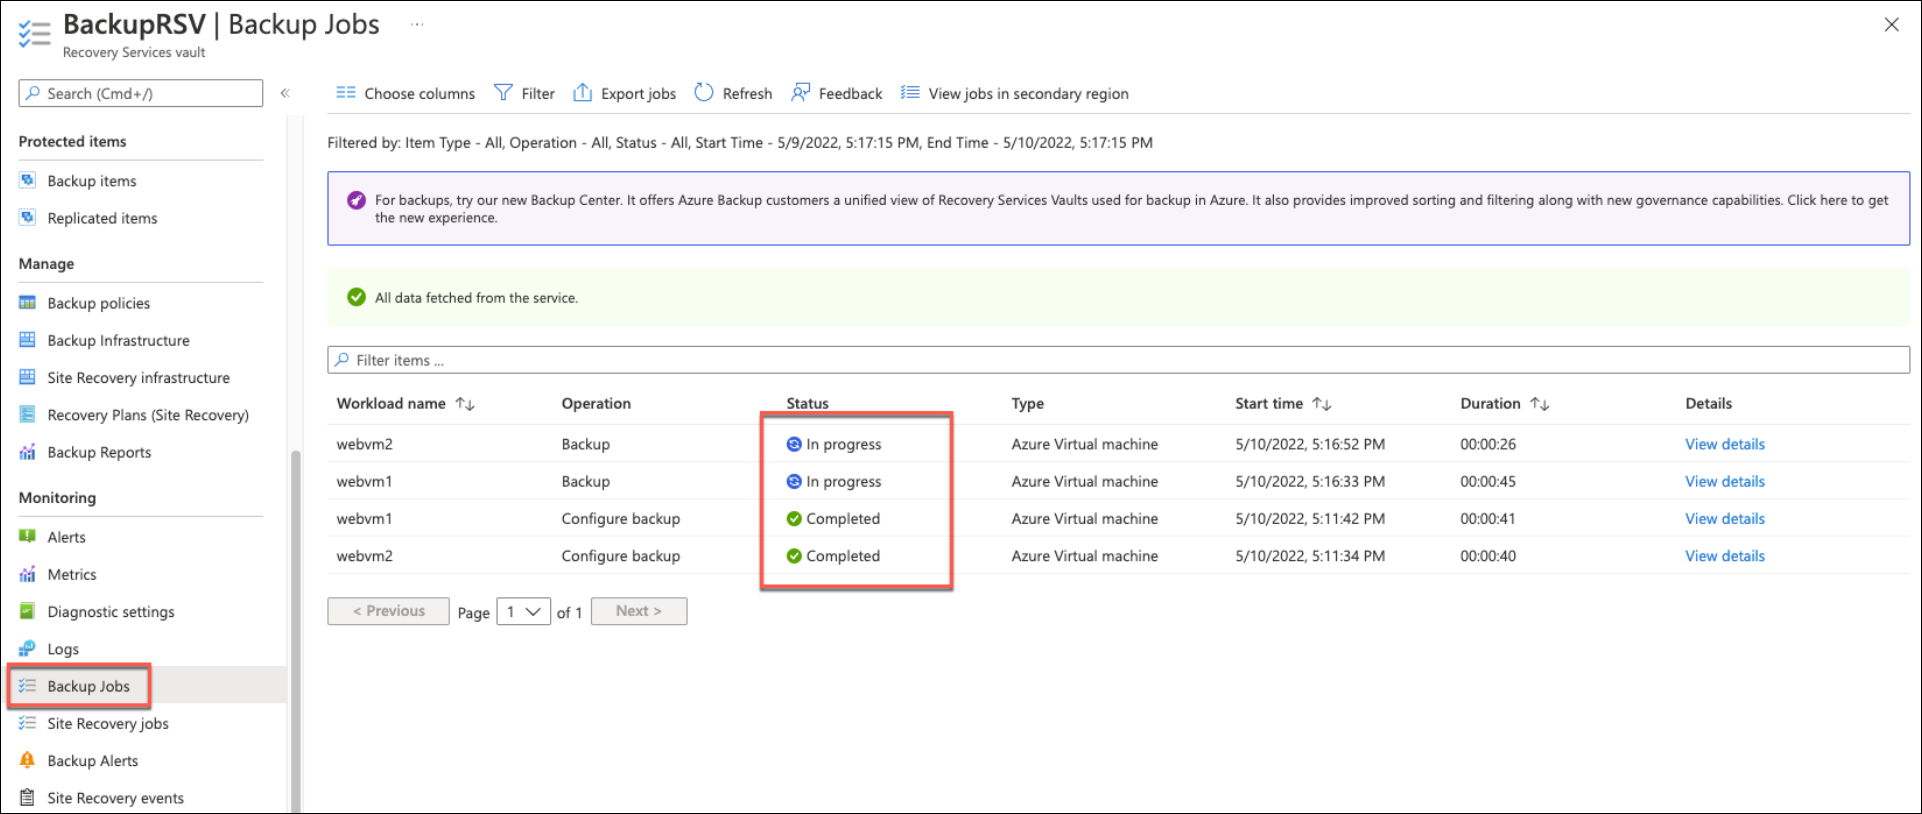 BackupRSV | Backup Jobs ...
Recovery Services vault
Search (Cmd+/)
«
Protected items
Backup items
Replicated items
Manage
Backup policies
Backup Infrastructure
Site Recovery infrastructure
Recovery Plans (Site Recovery)
Backup Reports
Monitoring
Alerts
Metrics
Diagnostic settings
Logs
Backup Jobs
Site Recovery jobs
Backup Alerts
Site Recovery events
Choose columns Filter Export jobs Refresh Feedback View jobs in secondary region
Filtered by: Item Type - All, Operation - All, Status - All, Start Time - 5/9/2022, 5:17:15 PM, End Time - 5/10/2022, 5:17:15 PM
For backups, try our new Backup Center. It offers Azure Backup customers a unified view of Recovery Services Vaults used for backup in Azure. It also provides improved sorting and filtering along with new governance capabilities. Click here to get
the new experience.
All data fetched from the service.
Filter items ...
Workload name ↑↓ Operation Status Type Start time ↑↓ Duration ↑↓ Details
webvm2 Backup In progress Azure Virtual machine 5/10/2022, 5:16:52 PM 00:00:26 View details
webvm1 Backup In progress Azure Virtual machine 5/10/2022, 5:16:33 PM 00:00:45 View details
webvm1 Configure backup Completed Azure Virtual machine 5/10/2022, 5:11:42 PM 00:00:41 View details
webvm2 Configure backup Completed Azure Virtual machine 5/10/2022, 5:11:34 PM 00:00:40 View details
< Previous Page 1 of 1 Next >